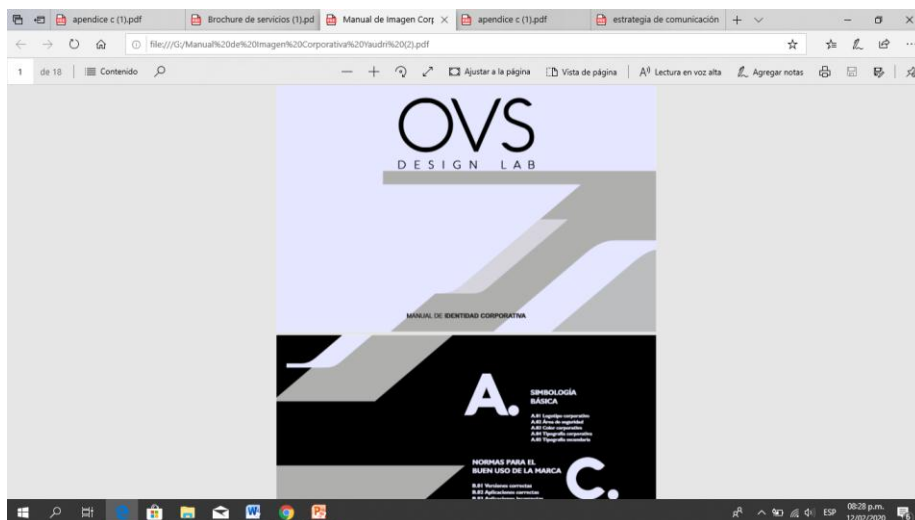 apendice c (1).pdf
Brochure de servicios (1).pd
Manual de Imagen Corp
apendice c (1).pdf
estrategia de comunicación
file:///G:/Manual%20de%20Imagen%20Corporativa%20Yaudri%20(2).pdf
1 de 18 Contenido Ajustar a la página Vista de página Lectura en voz alta Agregar notas
OVS
DESIGN LAB
MANUAL DE IDENTIDAD CORPORATIVA
A.
SIMBOLOGÍA
BÁSICA
A.01 Logotipo corporativo
A.02 Área de seguridad
A.03 Color corporativo
A.04 Tipografía corporativa
A.05 Tipografía secundaria
NORMAS PARA EL
BUEN USO DE LA MARCA
C.
B.01 Versiones correctas
B.02 Aplicaciones correctas
B.03 Aplicaciones incorrectas
ESP
08:28 p.m.
12/02/2020